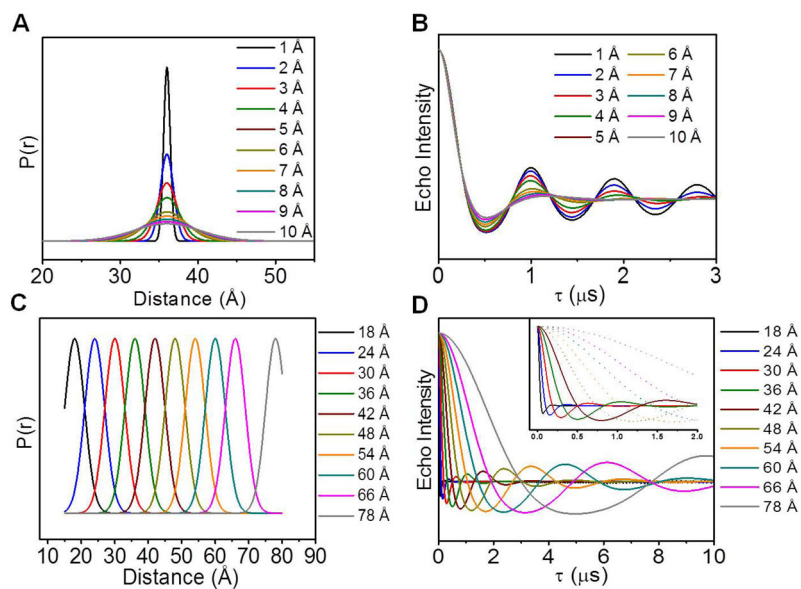 A
P(r)
1 Å
2 Å
3 Å
4 Å
5 Å
6 Å
7 Å
8 Å
9 Å
10 Å
20 30 40 50
Distance (Å)
B
Echo Intensity
1 Å 6 Å
2 Å 7 Å
3 Å 8 Å
4 Å 9 Å
5 Å 10 Å
0 1 2 3
τ (μs)
C
P(r)
18 Å
24 Å
30 Å
36 Å
42 Å
48 Å
54 Å
60 Å
66 Å
78 Å
10 20 30 40 50 60 70 80 90
Distance (Å)
D
Echo Intensity
0.0 0.5 1.0 1.5 2.0
18 Å
24 Å
30 Å
36 Å
42 Å
48 Å
54 Å
60 Å
66 Å
78 Å
0 2 4 6 8 10
τ (μs)